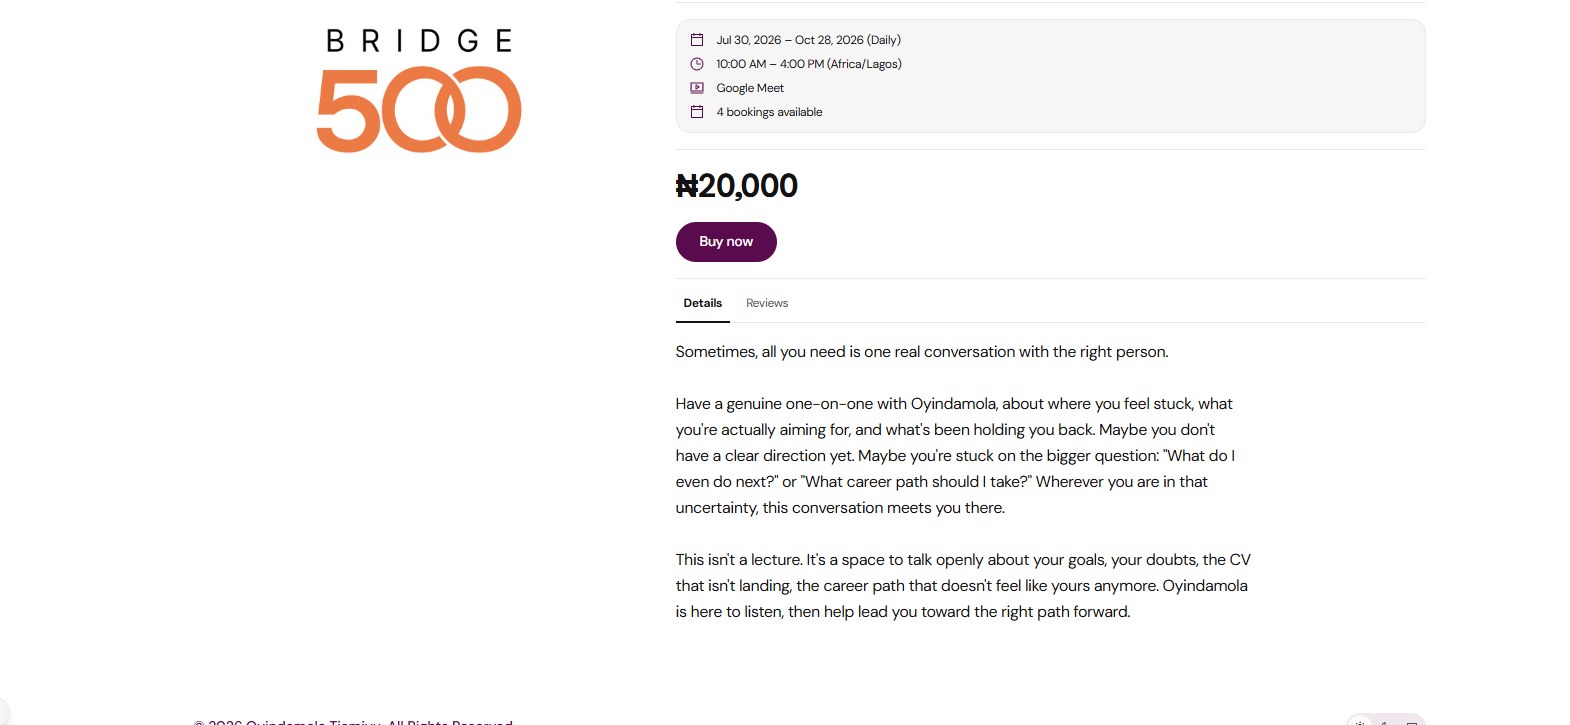 BRIDGE
500
Jul 30, 2026 – Oct 28, 2026 (Daily)
10:00 AM – 4:00 PM (Africa/Lagos)
Google Meet
4 bookings available
₦20,000
Buy now
Details Reviews
Sometimes, all you need is one real conversation with the right person.
Have a genuine one-on-one with Oyindamola, about where you feel stuck, what
you're actually aiming for, and what's been holding you back. Maybe you don't
have a clear direction yet. Maybe you're stuck on the bigger question: "What do I
even do next?" or "What career path should I take?" Wherever you are in that
uncertainty, this conversation meets you there.
This isn't a lecture. It's a space to talk openly about your goals, your doubts, the CV
that isn't landing, the career path that doesn't feel like yours anymore. Oyindamola
is here to listen, then help lead you toward the right path forward.
© 2026 Oyindamola Tiamiyu. All Rights Reserved